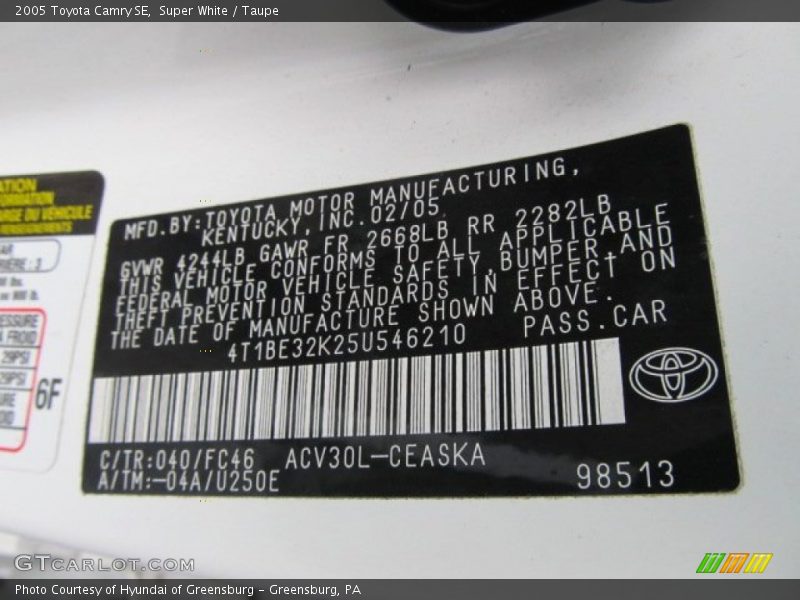 2005 Toyota Camry SE, Super White / Taupe
MFD.BY:TOYOTA MOTOR MANUFACTURING,
KENTUCKY,INC.02/05
GVWR 4244LB GAWR FR 2668LB RR 2282LB
THIS VEHICLE CONFORMS TO ALL APPLICABLE
FEDERAL MOTOR VEHICLE SAFETY,BUMPER,AND
THEFT PREVENTION STANDARDS IN EFFECT ON
THE DATE OF MANUFACTURE SHOWN ABOVE.
4T1BE32K25U546210 PASS.CAR
C/TR:040/FC46 ACV30L-CEASKA
A/TM:-04A/U250E
98513
29PSI
29PSI
6F
GTCARLOT.COM
Photo Courtesy of Hyundai of Greensburg - Greensburg, PA